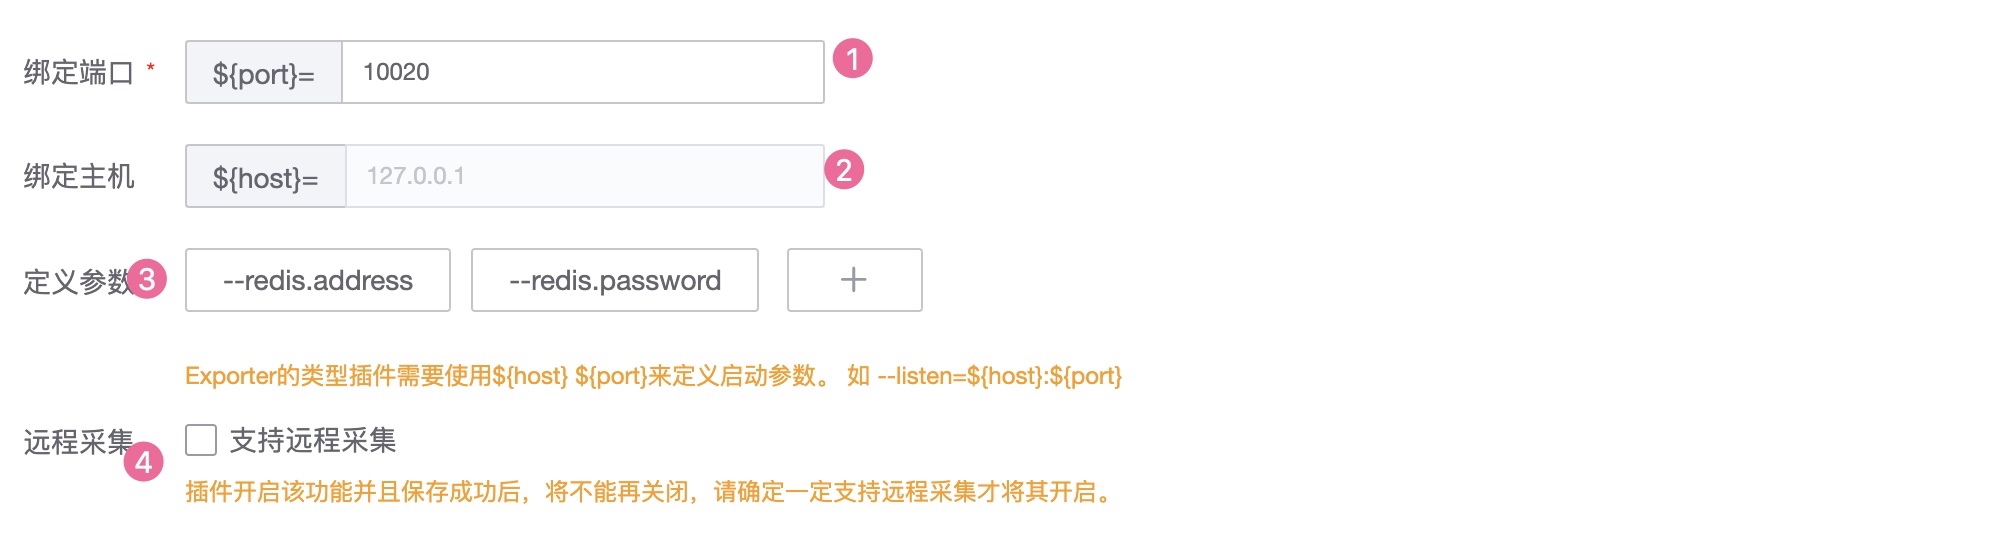 绑定端口 * ${port}= 10020 1
绑定主机 ${host}= 127.0.0.1 2
定义参数 3 --redis.address --redis.password +
Exporter的类型插件需要使用${host} ${port}来定义启动参数。 如 --listen=${host}:${port}
远程采集 4 支持远程采集
插件开启该功能并且保存成功后，将不能再关闭，请确定一定支持远程采集才将其开启。